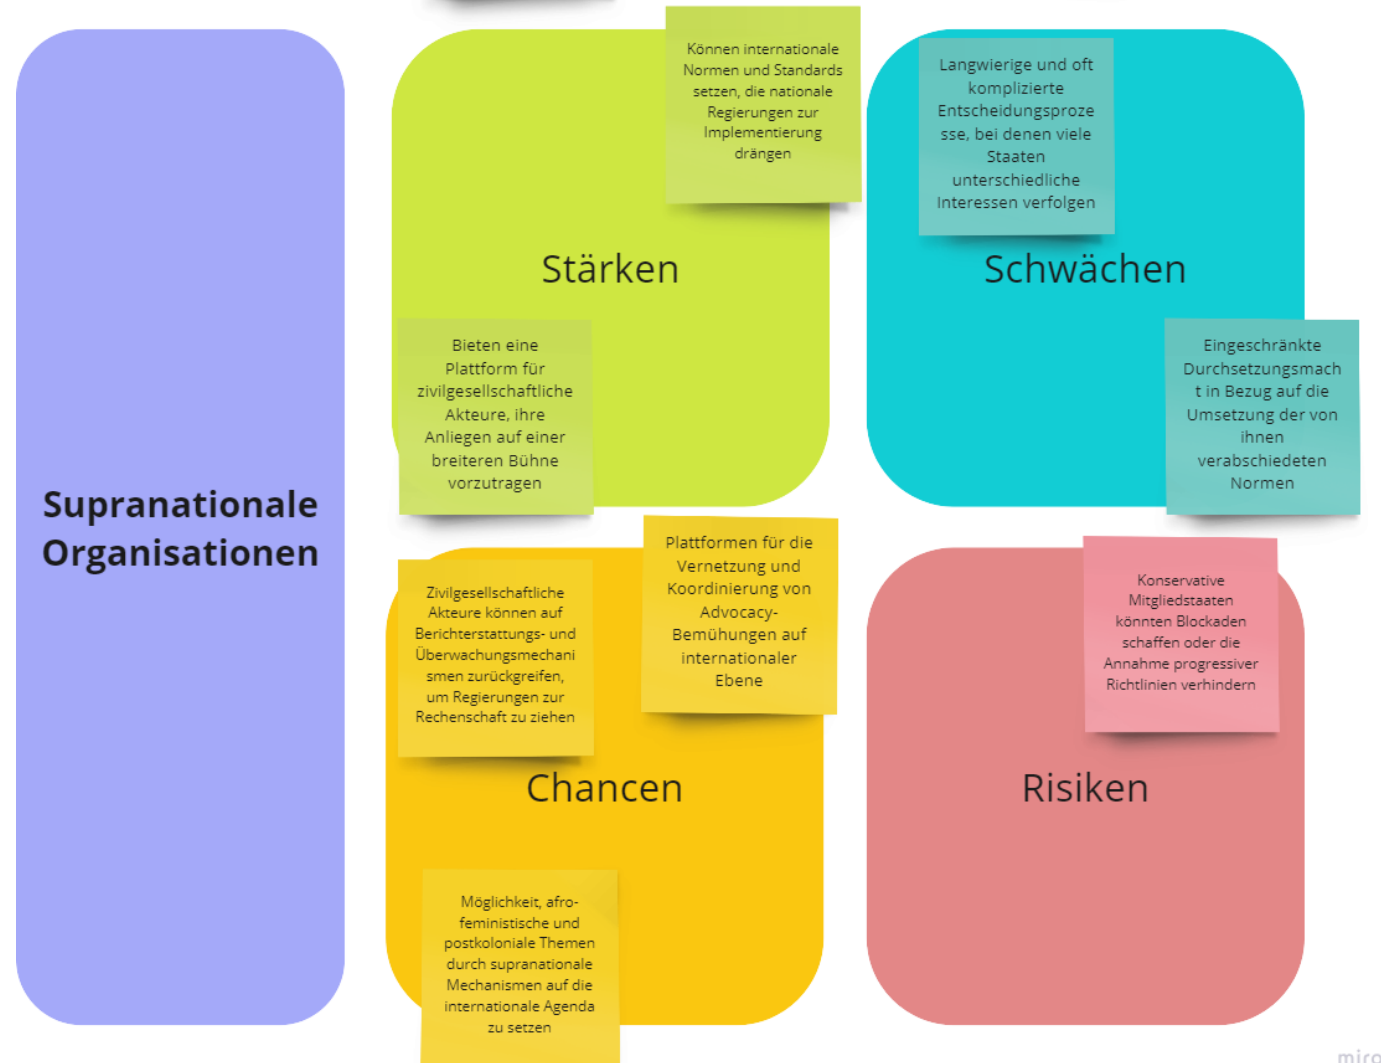 Supranationale
Organisationen
Können internationale
Normen und Standards
setzen, die nationale
Regierungen zur
Implementierung
drängen
Stärken
Bieten eine
Plattform für
zivilgesellschaftliche
Akteure, ihre
Anliegen auf einer
breiteren Bühne
vorzutragen
Langwierige und oft
komplizierte
Entscheidungsproze
sse, bei denen viele
Staaten
unterschiedliche
Interessen verfolgen
Schwächen
Eingeschränkte
Durchsetzungsmach
t in Bezug auf die
Umsetzung der von
ihnen
verabschiedeten
Normen
Zivilgesellschaftliche
Akteure können auf
Berichterstattungs- und
Überwachungsmechani
smen zurückgreifen,
um Regierungen zur
Rechenschaft zu ziehen
Plattformen für die
Vernetzung und
Koordinierung von
Advocacy-
Bemühungen auf
internationaler
Ebene
Chancen
Möglichkeit, afro-
feministische und
postkoloniale Themen
durch supranationale
Mechanismen auf die
internationale Agenda
zu setzen
Konservative
Mitgliedstaaten
könnten Blockaden
schaffen oder die
Annahme progressiver
Richtlinien verhindern
Risiken
miro